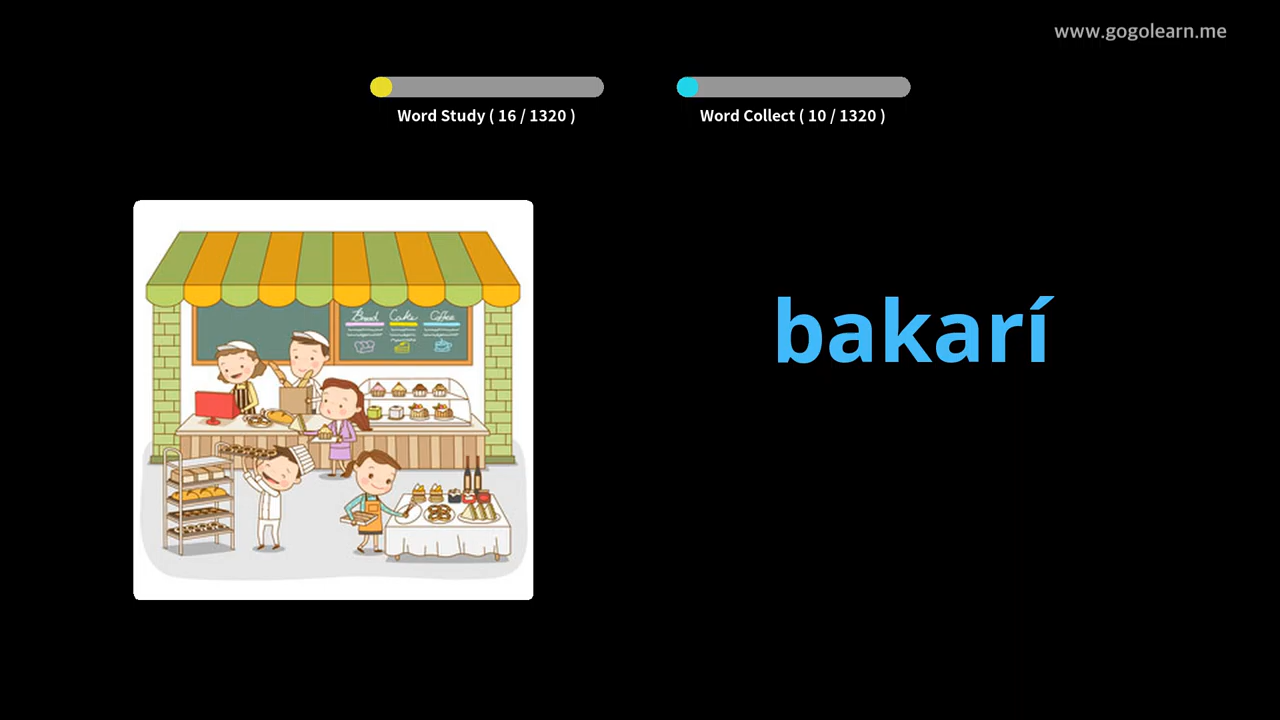 www.gogolearn.me
Word Study ( 16 / 1320 )
Word Collect ( 10 / 1320 )
Bread Cake Coffee
bakarí